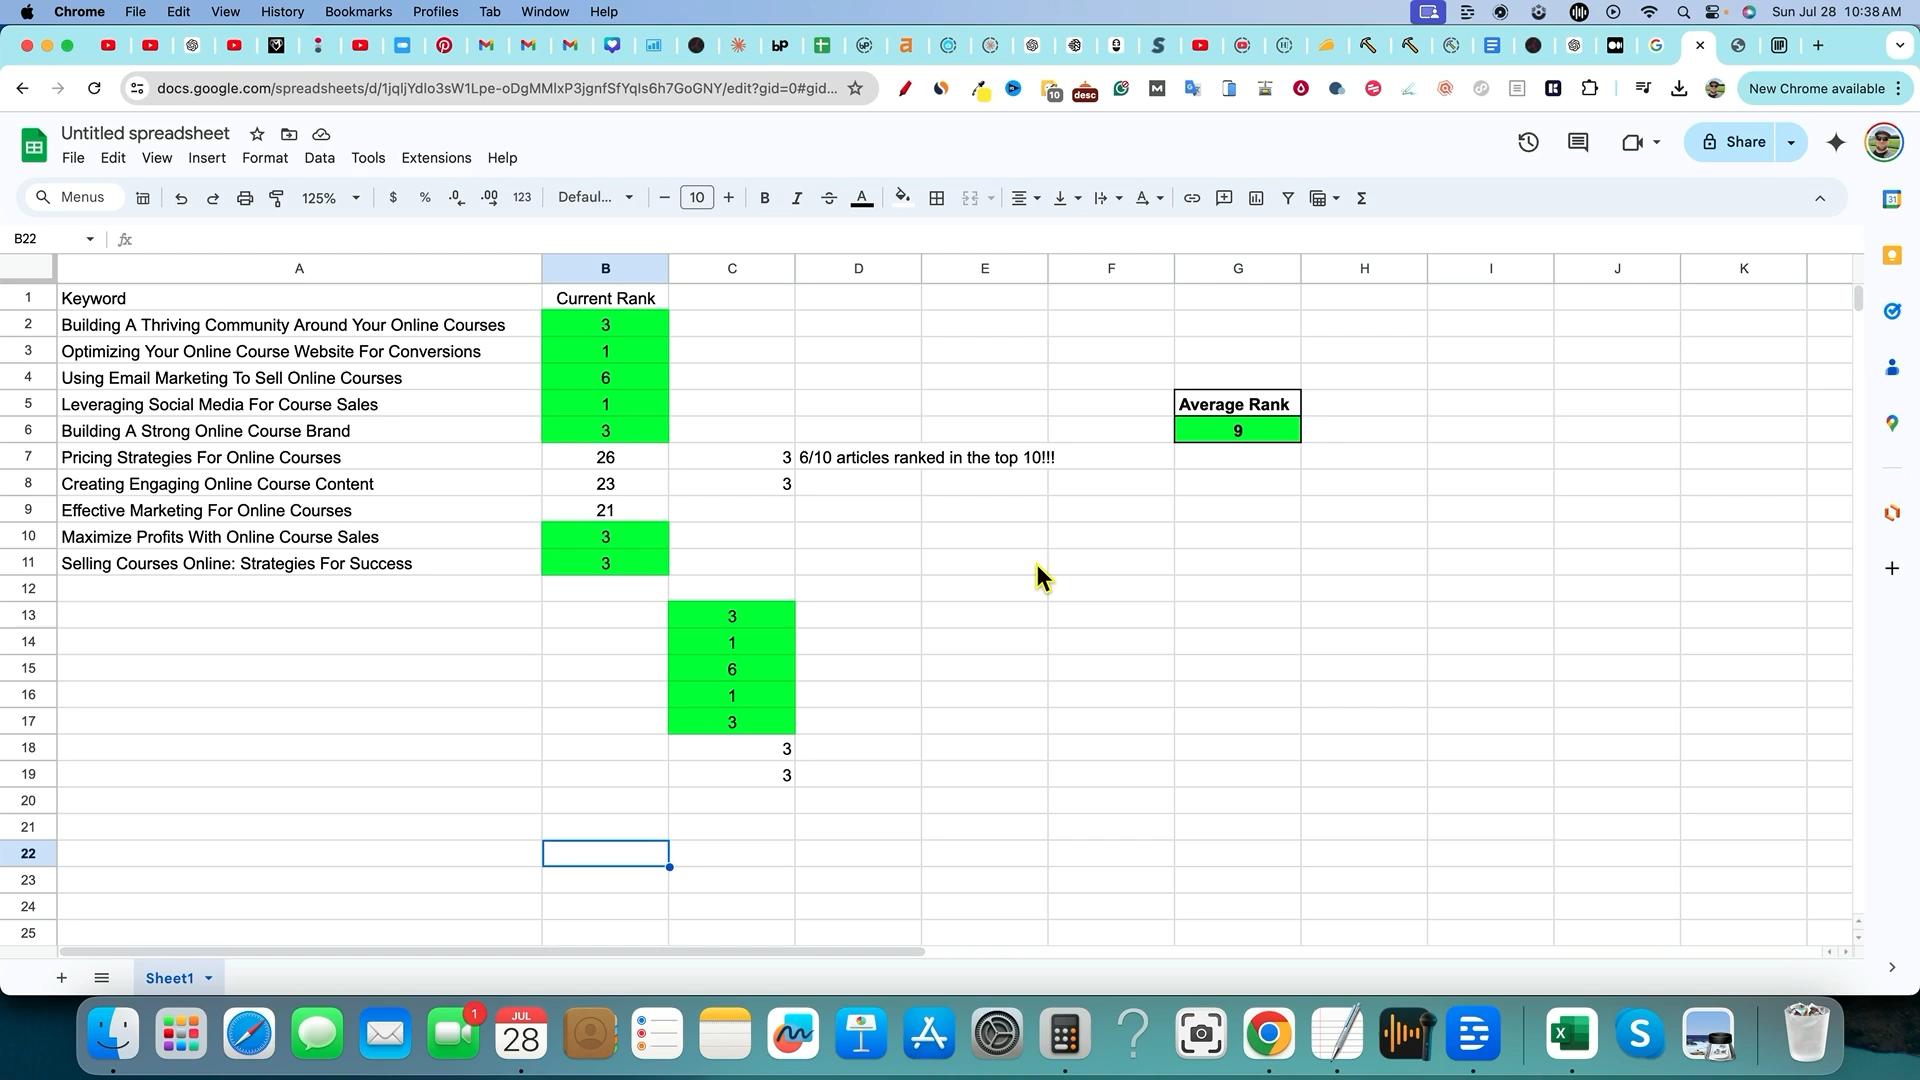 Chrome File Edit View History Bookmarks Profiles Tab Window Help Sun Jul 28 10:38 AM
docs.google.com/spreadsheets/d/1jqljYdlo3sW1Lpe-oDgMMlxP3jgnfSfYqls6h7GoGNY/edit?gid=0#gid... 10 desc New Chrome available
Untitled spreadsheet
File Edit View Insert Format Data Tools Extensions Help Share
Menus 125% $ % .0 .00 123 Defaul... 10 B I A
B22 fx
A B C D E F G H I J K
1 Keyword Current Rank
2 Building A Thriving Community Around Your Online Courses 3
3 Optimizing Your Online Course Website For Conversions 1
4 Using Email Marketing To Sell Online Courses 6
5 Leveraging Social Media For Course Sales 1 Average Rank
6 Building A Strong Online Course Brand 3 9
7 Pricing Strategies For Online Courses 26 3 6/10 articles ranked in the top 10!!!
8 Creating Engaging Online Course Content 23 3
9 Effective Marketing For Online Courses 21
10 Maximize Profits With Online Course Sales 3
11 Selling Courses Online: Strategies For Success 3
12
13 3
14 1
15 6
16 1
17 3
18 3
19 3
20
21
22
23
24
25
Sheet1
1 JUL 28